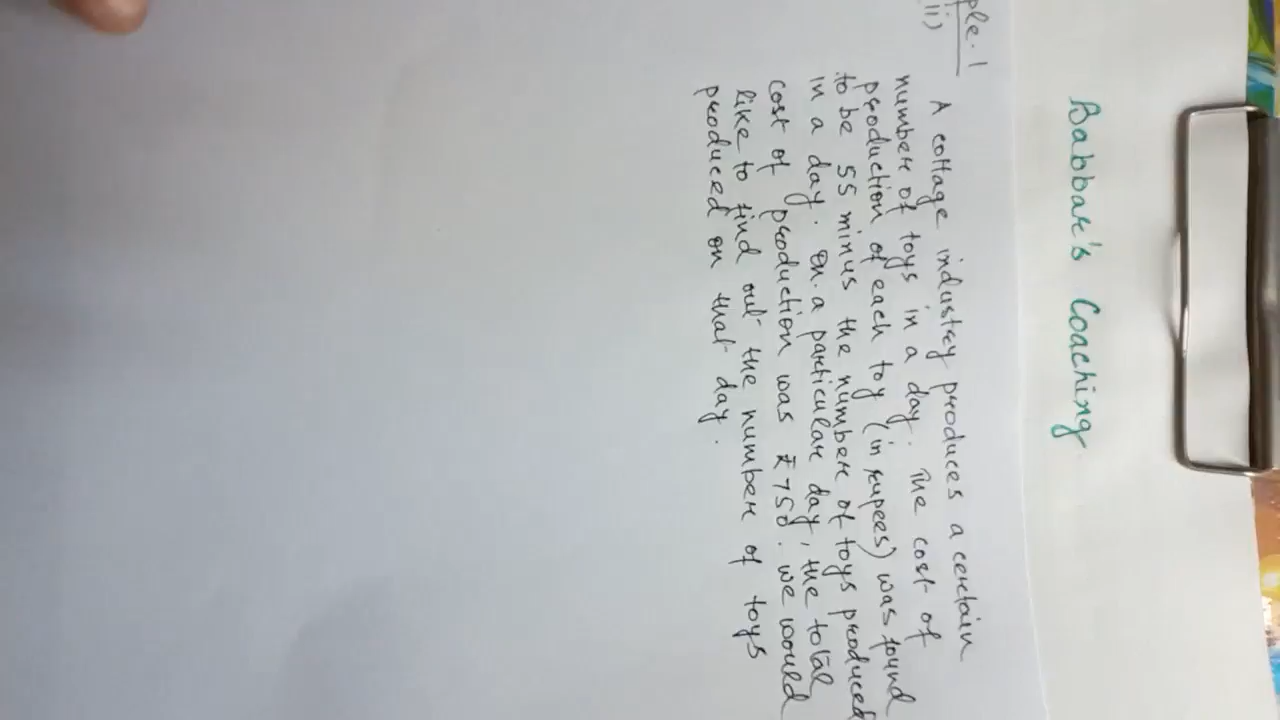 Babbar's Coaching
ple. 1
ii)
A cottage industry produces a certain
number of toys in a day. The cost of
production of each toy (in rupees) was found
to be 55 minus the number of toys produced
in a day. On a particular day, the total
cost of production was ₹750. we would
like to find out the number of toys
produced on that day.